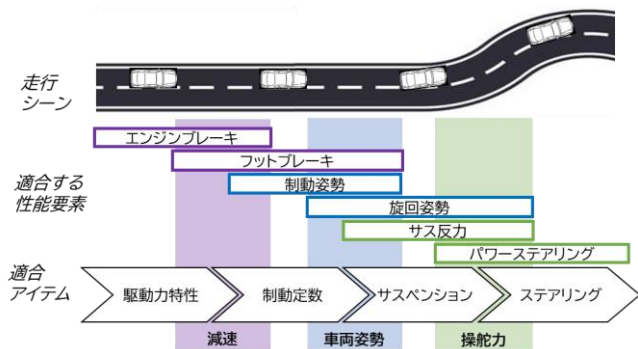 走行
シーン
エンジンブレーキ
フットブレーキ
適合する
性能要素
制動姿勢
旋回姿勢
サス反力
パワーステアリング
適合
アイテム
駆動力特性
制動定数
サスペンション
ステアリング
減速
車両姿勢
操舵力